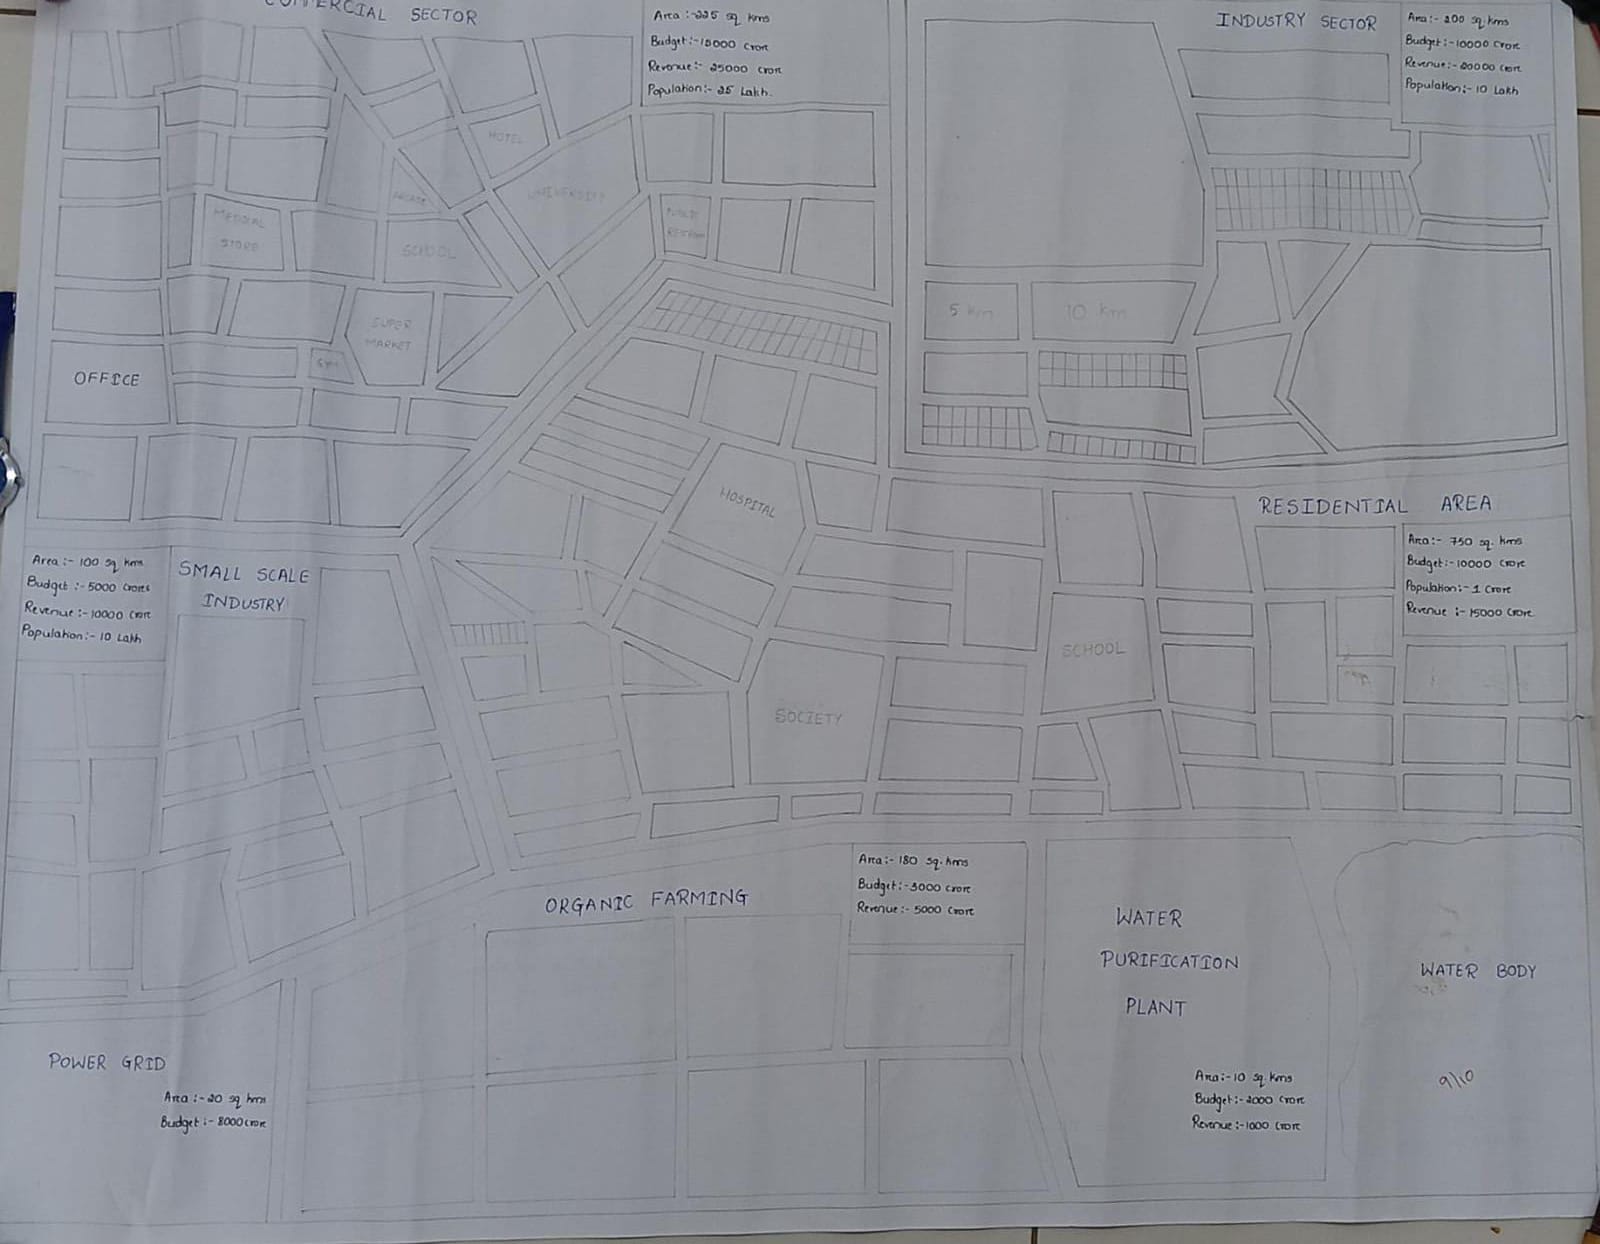 COMMERCIAL SECTOR
Area :-225 sq. kms
Budget:-15000 Crore
Revenue:- 25000 Crore
Population:- 25 Lakh.
HOTEL
UNIVERSITY
ARCADE
MEDICAL
STORE
SCHOOL
PUBLIC
SUPER
MARKET
GYM
OFFICE
INDUSTRY SECTOR
Area:- 200 sq. kms
Budget:-10000 Crore
Revenue:-20000 Crore
Population:-10 Lakh
5 km
10 km
RESIDENTIAL AREA
Area:- 750 sq. kms
Budget:-10000 Crore
Population:-1 Crore
Revenue :-15000 Crore
HOSPITAL
SCHOOL
SOCIETY
Area:- 100 sq kms
Budget :-5000 Crores
Revenue:-10000 Crore
Population:-10 Lakh
SMALL SCALE
INDUSTRY
ORGANIC FARMING
Area:-180 sq.kms
Budget:-3000 Crore
Revenue:- 5000 Crore
WATER
PURIFICATION
PLANT
Area:-10 sq.kms
Budget:-2000 Crore
Revenue:-1000 Crore
WATER BODY
9/10
POWER GRID
Area :-20 sq kms
Budget:-8000 crore